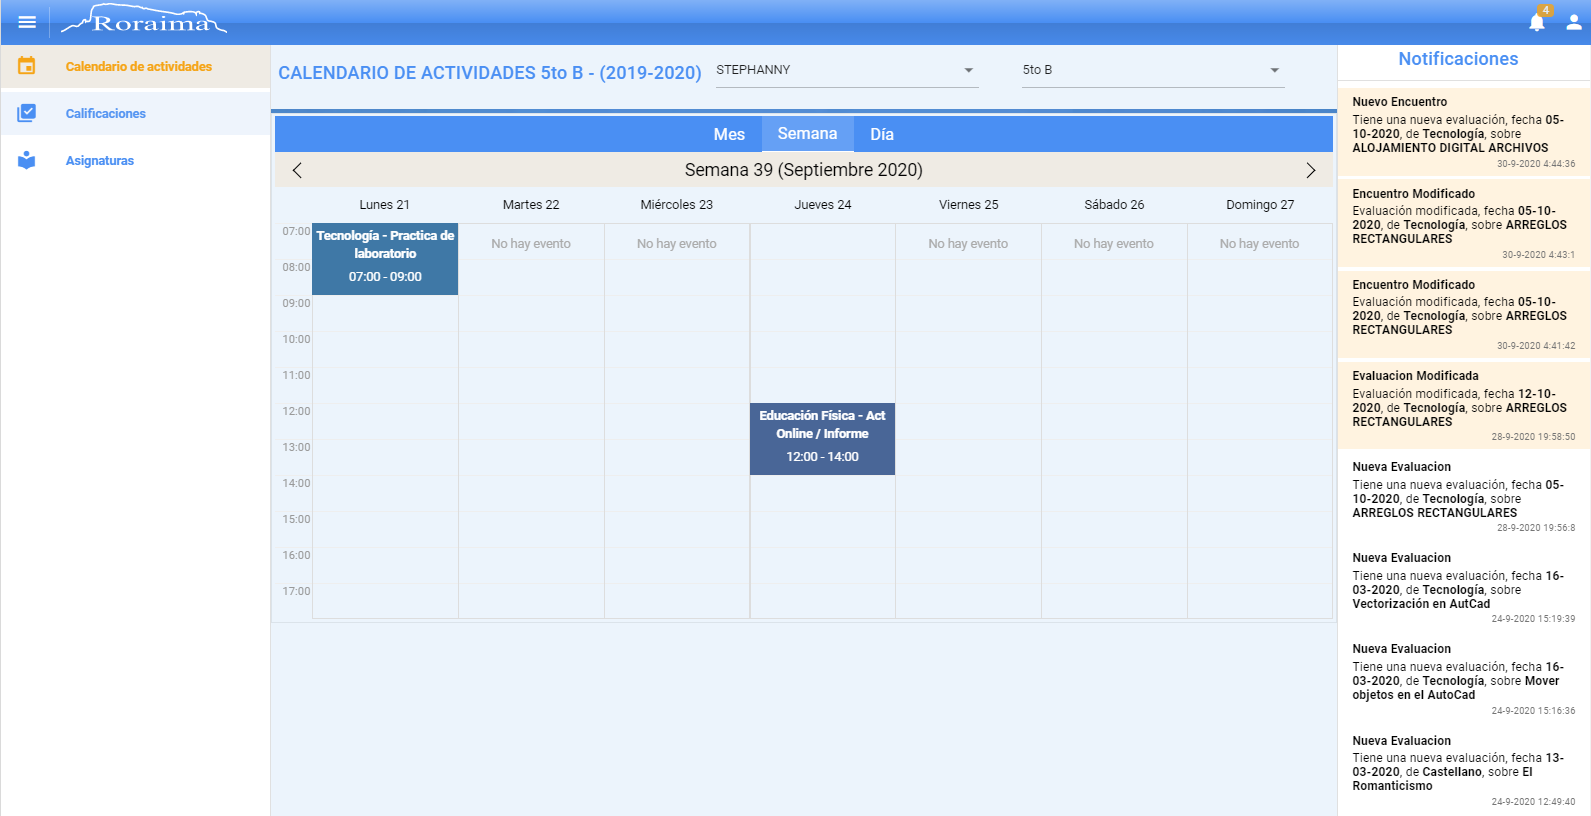 Roraima
4
Calendario de actividades
Calificaciones
Asignaturas
CALENDARIO DE ACTIVIDADES 5to B - (2019-2020)
STEPHANNY
5to B
Mes
Semana
Día
Semana 39 (Septiembre 2020)
Lunes 21
Martes 22
Miércoles 23
Jueves 24
Viernes 25
Sábado 26
Domingo 27
07:00
08:00
09:00
10:00
11:00
12:00
13:00
14:00
15:00
16:00
17:00
Tecnología - Practica de
laboratorio
07:00 - 09:00
No hay evento
No hay evento
Educación Física - Act
Online / Informe
12:00 - 14:00
No hay evento
No hay evento
No hay evento
Notificaciones
Nuevo Encuentro
Tiene una nueva evaluación, fecha 05-
10-2020, de Tecnología, sobre
ALOJAMIENTO DIGITAL ARCHIVOS
30-9-2020 4:44:36
Encuentro Modificado
Evaluación modificada, fecha 05-10-
2020, de Tecnología, sobre ARREGLOS
RECTANGULARES
30-9-2020 4:43:1
Encuentro Modificado
Evaluación modificada, fecha 05-10-
2020, de Tecnología, sobre ARREGLOS
RECTANGULARES
30-9-2020 4:41:42
Evaluacion Modificada
Evaluación modificada, fecha 12-10-
2020, de Tecnología, sobre ARREGLOS
RECTANGULARES
28-9-2020 19:58:50
Nueva Evaluacion
Tiene una nueva evaluación, fecha 05-
10-2020, de Tecnología, sobre
ARREGLOS RECTANGULARES
28-9-2020 19:56:8
Nueva Evaluacion
Tiene una nueva evaluación, fecha 16-
03-2020, de Tecnología, sobre
Vectorización en AutCad
24-9-2020 15:19:39
Nueva Evaluacion
Tiene una nueva evaluación, fecha 16-
03-2020, de Tecnología, sobre Mover
objetos en el AutoCad
24-9-2020 15:16:36
Nueva Evaluacion
Tiene una nueva evaluación, fecha 13-
03-2020, de Castellano, sobre El
Romanticismo
24-9-2020 12:49:40